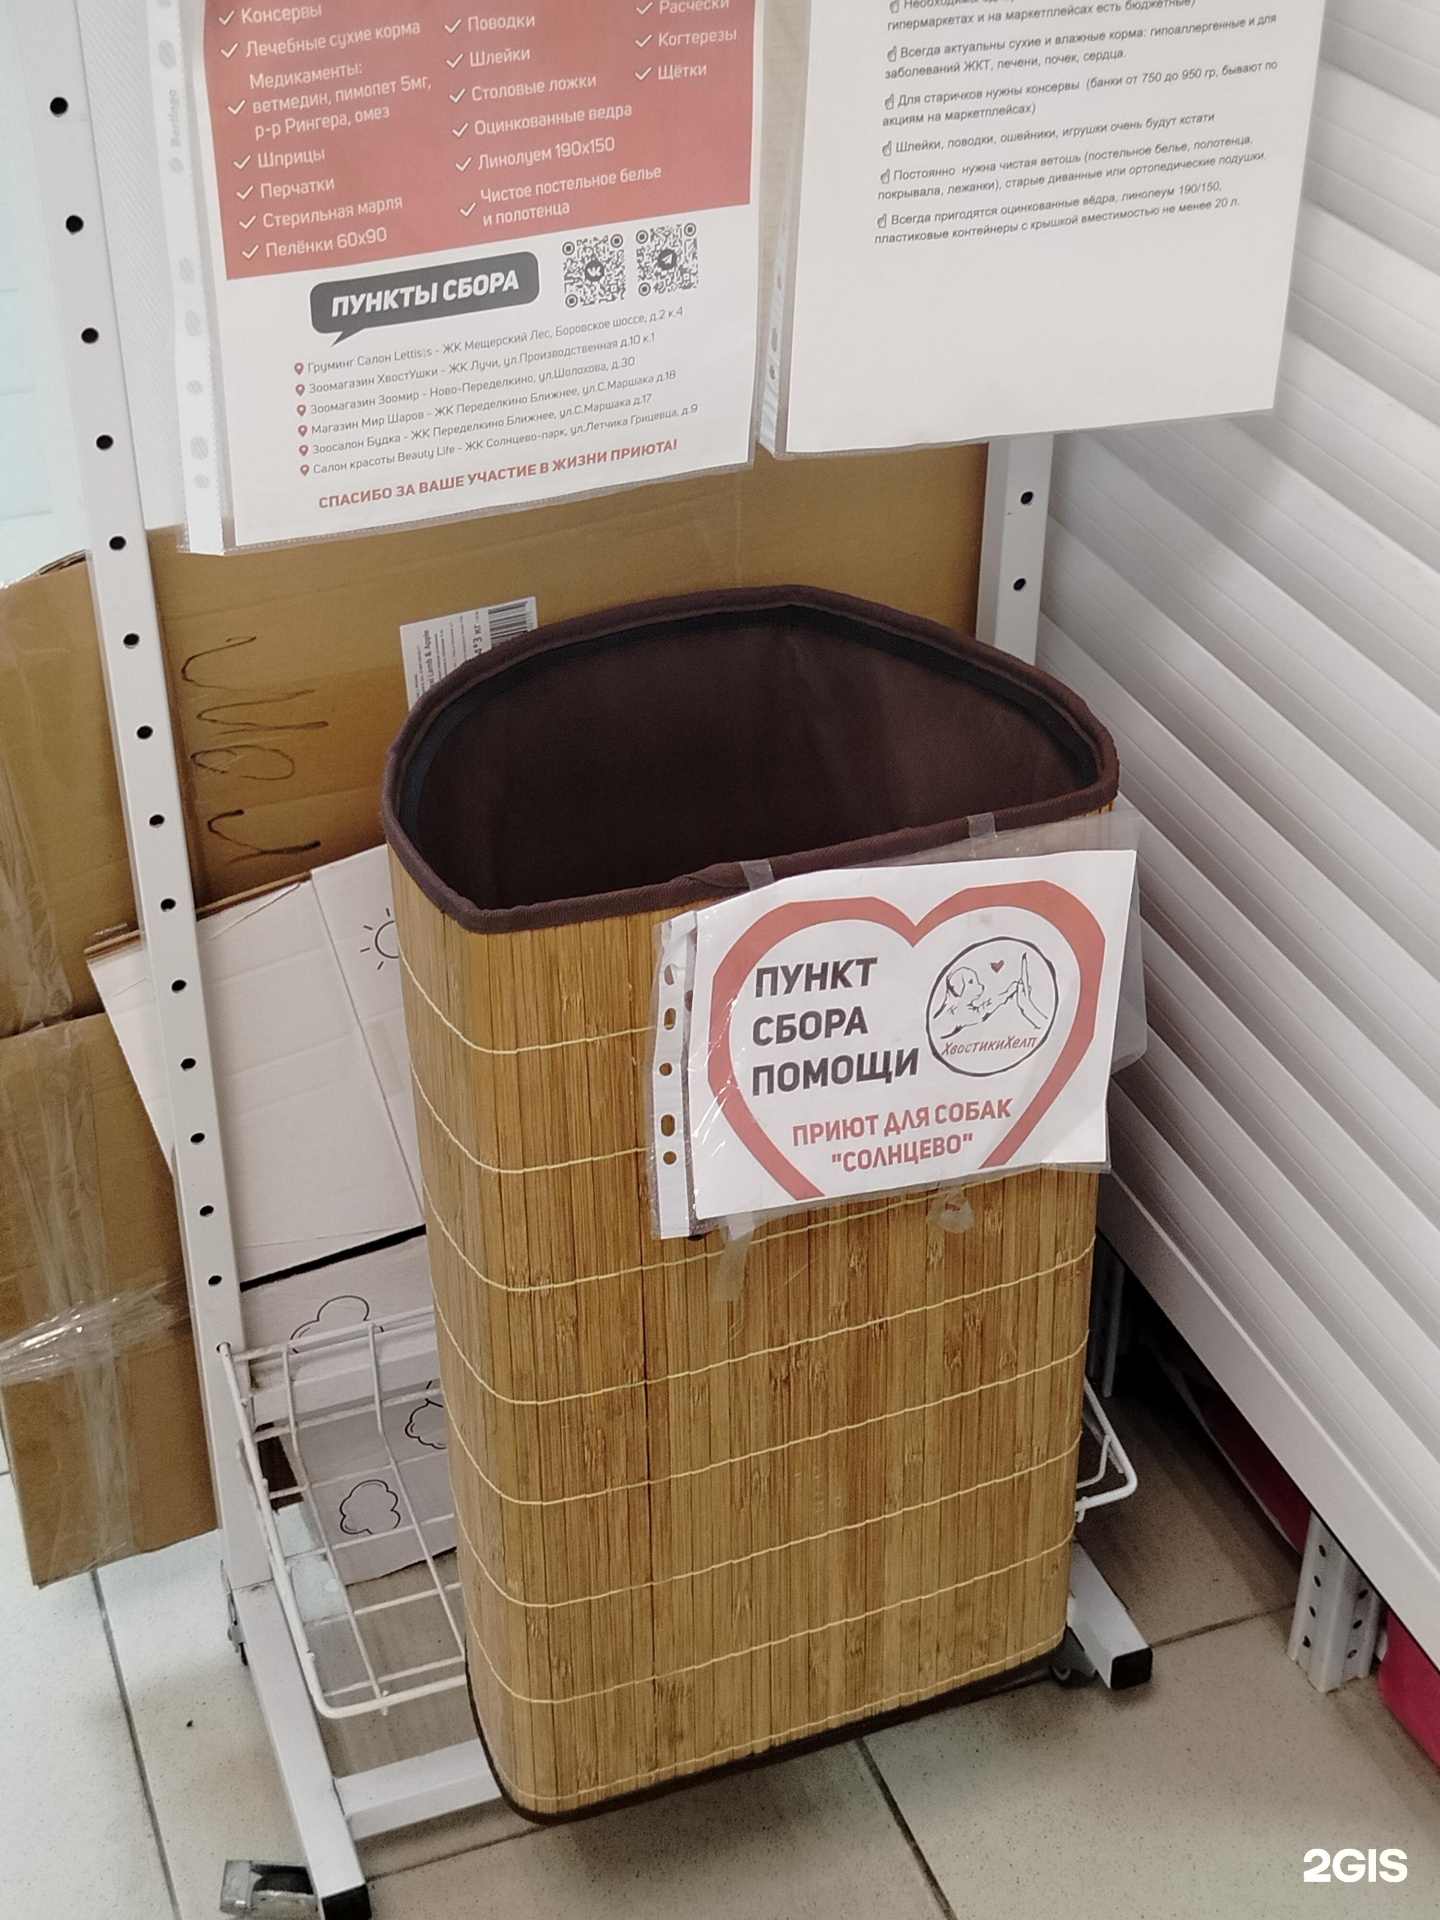 Консервы
Лечебные сухие корма
Медикаменты:
ветмедин, пимопет 5мг,
р-р Рингера, омез
Шприцы
Перчатки
Стерильная марля
Пелёнки 60х90
Поводки
Шлейки
Столовые ложки
Оцинкованные ведра
Линолуем 190х150
Чистое постельное белье
и полотенца
Расчески
Когтерезы
Щётки
ПУНКТЫ СБОРА
Груминг Салон Lettisis - ЖК Мещерский Лес, Боровское шоссе, д.2 к.4
Зоомагазин ХвостУшки - ЖК Лучи, ул.Производственная д.10 к.1
Зоомагазин Зоомир - Ново-Переделкино, ул.Шолохова, д.30
Магазин Мир Шаров - ЖК Переделкино Ближнее, ул.С.Маршака д.18
Зоосалон Будка - ЖК Переделкино Ближнее, ул.С.Маршака д.17
Салон красоты Beauty Life - ЖК Солнцево-парк, ул.Летчика Грицевца, д.9
СПАСИБО ЗА ВАШЕ УЧАСТИЕ В ЖИЗНИ ПРИЮТА!
Berlingo
гипермаркетах и на маркетплейсах есть бюджетные)
Всегда актуальны сухие и влажные корма: гипоаллергенные и для
заболеваний ЖКТ, печени, почек, сердца.
Для старичков нужны консервы (банки от 750 до 950 гр, бывают по
акциям на маркетплейсах)
Шлейки, поводки, ошейники, игрушки очень будут кстати
Постоянно нужна чистая ветошь (постельное белье, полотенца,
покрывала, лежанки), старые диванные или ортопедические подушки.
Всегда пригодятся оцинкованные вёдра, линолеум 190/150,
пластиковые контейнеры с крышкой вместимостью не менее 20 л.
Lamb & Apple
4*3 кг
ПУНКТ
СБОРА
ПОМОЩИ
ХвостикиХелп
ПРИЮТ ДЛЯ СОБАК
"СОЛНЦЕВО"
2GIS